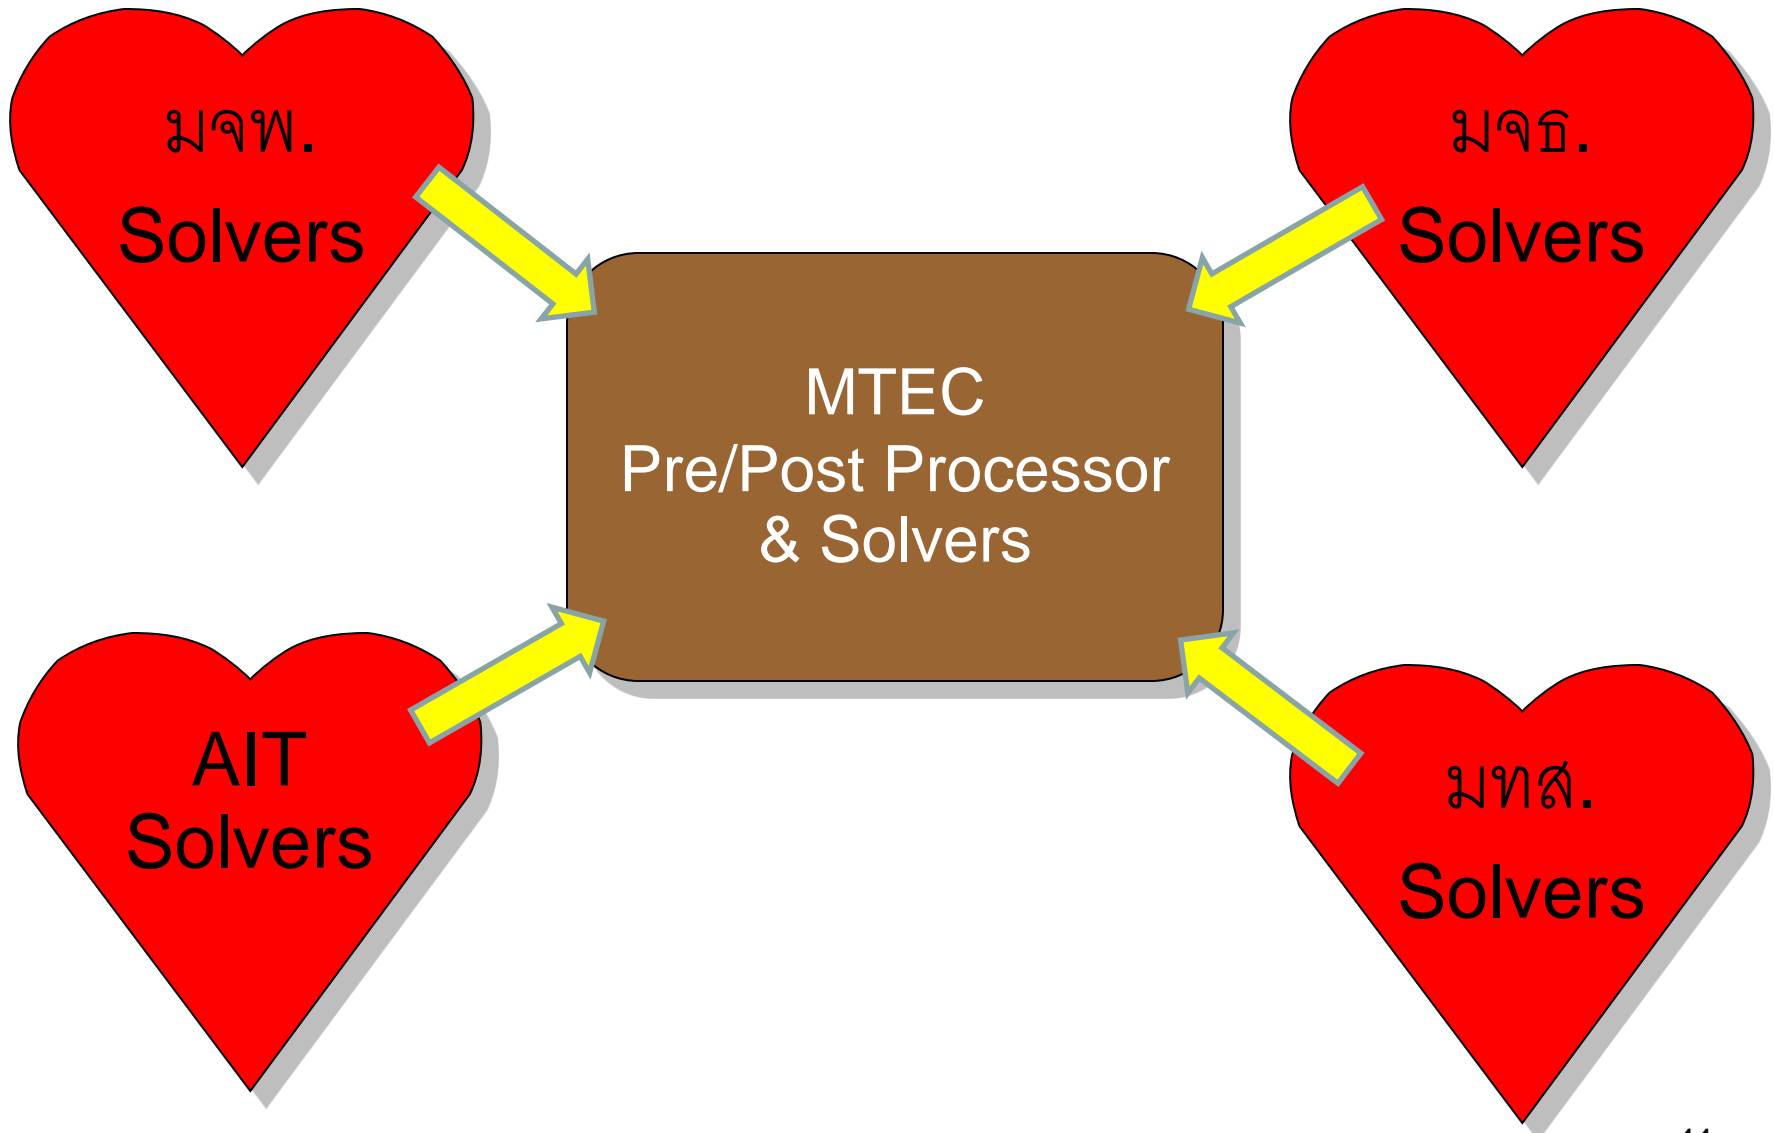 มจพ.
Solvers
มจธ.
Solvers
MTEC
Pre/Post Processor
& Solvers
AIT
Solvers
มทส.
Solvers